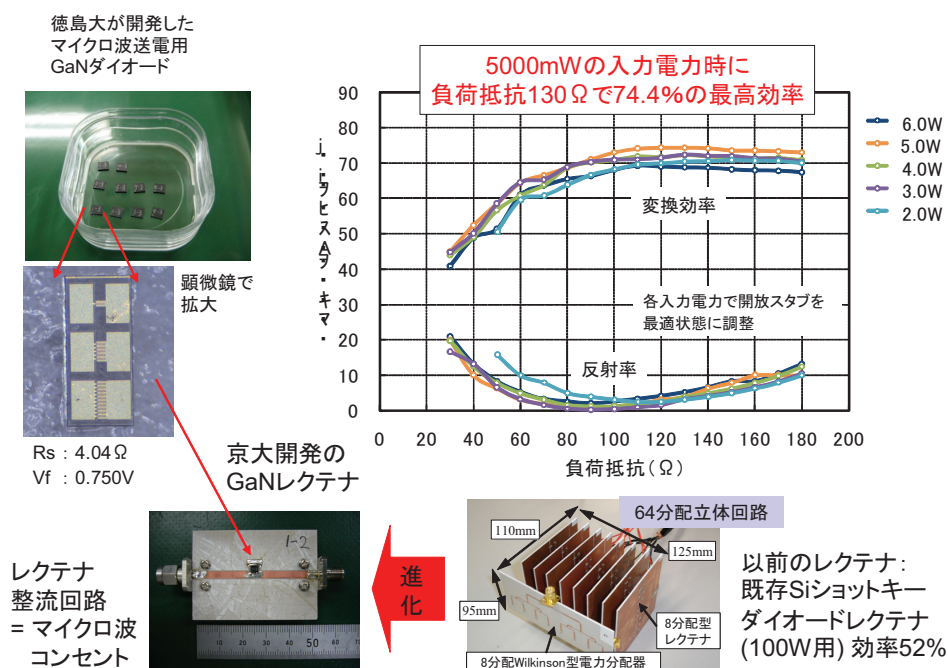 徳島大が開発した
マイクロ波送電用
GaNダイオード
5000mWの入力電力時に
負荷抵抗130Ωで74.4%の最高効率
90
80
70
60
50
40
30
20
10
0
0
20
40
60
80
100
120
140
160
180
200
負荷抵抗(Ω)
変換効率
各入力電力で開放スタブを
最適状態に調整
反射率
6.0W
5.0W
4.0W
3.0W
2.0W
顕微鏡で
拡大
Rs : 4.04Ω
Vf : 0.750V
京大開発の
GaNレクテナ
1-2
10
20
30
40
50
レクテナ
整流回路
= マイクロ波
コンセント
進
化
64分配立体回路
110mm
125mm
95mm
8分配型
レクテナ
8分配Wilkinson型電力分配器
以前のレクテナ:
既存Siショットキー
ダイオードレクテナ
(100W用) 効率52%